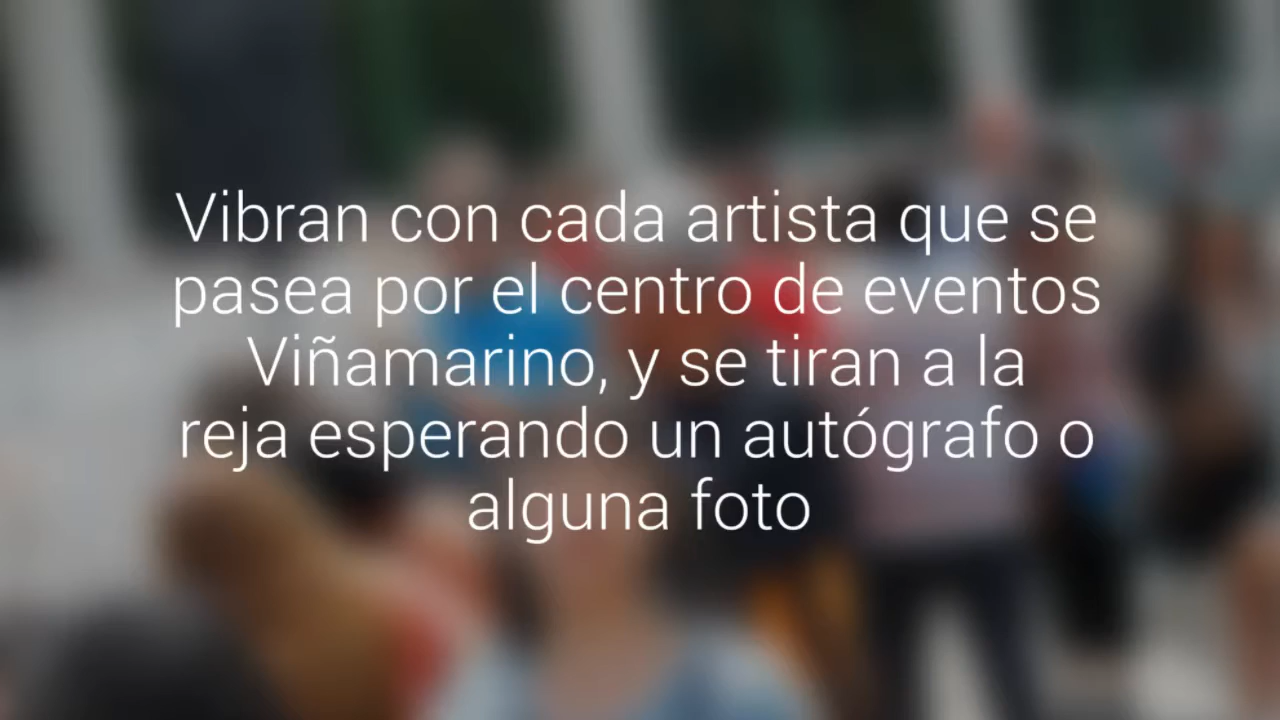 Vibran con cada artista que se
pasea por el centro de eventos
Viñamarino, y se tiran a la
reja esperando un autógrafo o
alguna foto